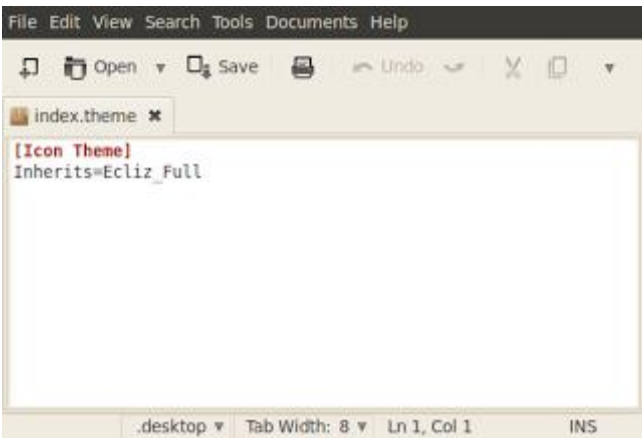 File Edit View Search Tools Documents Help
Open Save Undo
index.theme
[Icon Theme]
Inherits=Ecliz_Full
.desktop Tab Width: 8 Ln 1, Col 1 INS